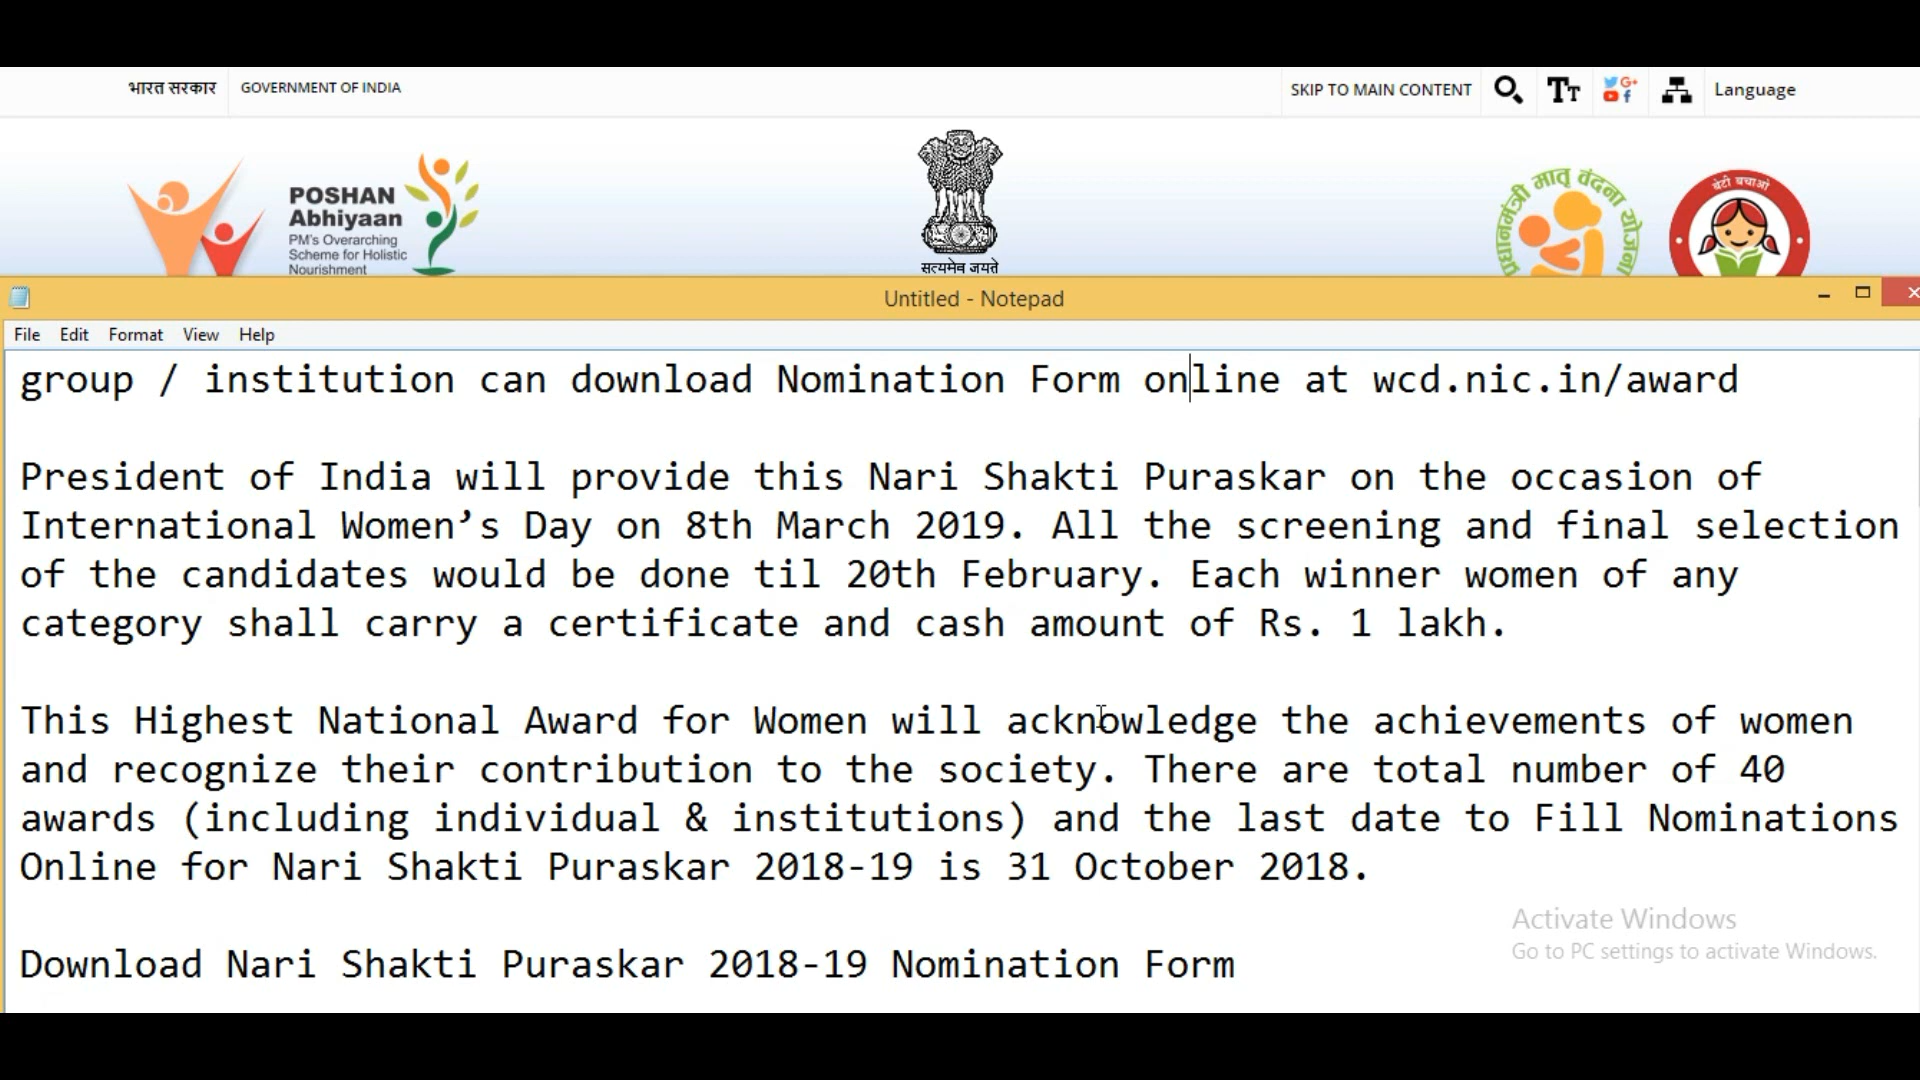 भारत सरकार GOVERNMENT OF INDIA SKIP TO MAIN CONTENT Language
POSHAN
Abhiyaan
PM's Overarching
Scheme for Holistic
Nourishment
सत्यमेव जयते
प्रधानमंत्री मातृ वंदना योजना
बेटी बचाओ
Untitled - Notepad
File Edit Format View Help
group / institution can download Nomination Form online at wcd.nic.in/award
President of India will provide this Nari Shakti Puraskar on the occasion of
International Women’s Day on 8th March 2019. All the screening and final selection
of the candidates would be done til 20th February. Each winner women of any
category shall carry a certificate and cash amount of Rs. 1 lakh.
This Highest National Award for Women will acknowledge the achievements of women
and recognize their contribution to the society. There are total number of 40
awards (including individual & institutions) and the last date to Fill Nominations
Online for Nari Shakti Puraskar 2018-19 is 31 October 2018.
Activate Windows
Go to PC settings to activate Windows.
Download Nari Shakti Puraskar 2018-19 Nomination Form